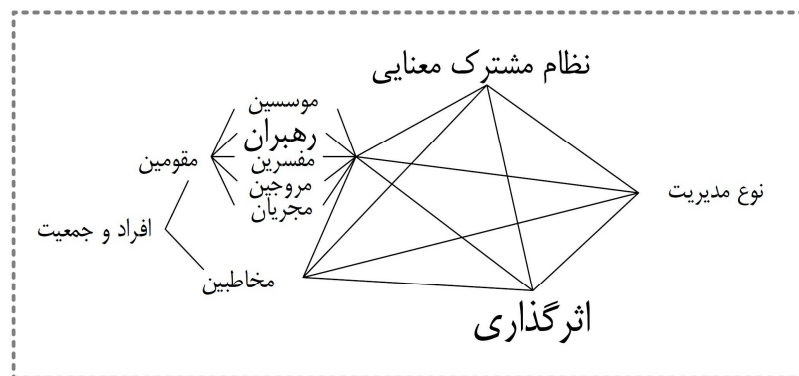 نظام مشترک معنایی
موسسین
رهبران
مفسرین
مروجین
مجریان
مقومین
افراد و جمعیت
مخاطبین
نوع مدیریت
اثرگذاری